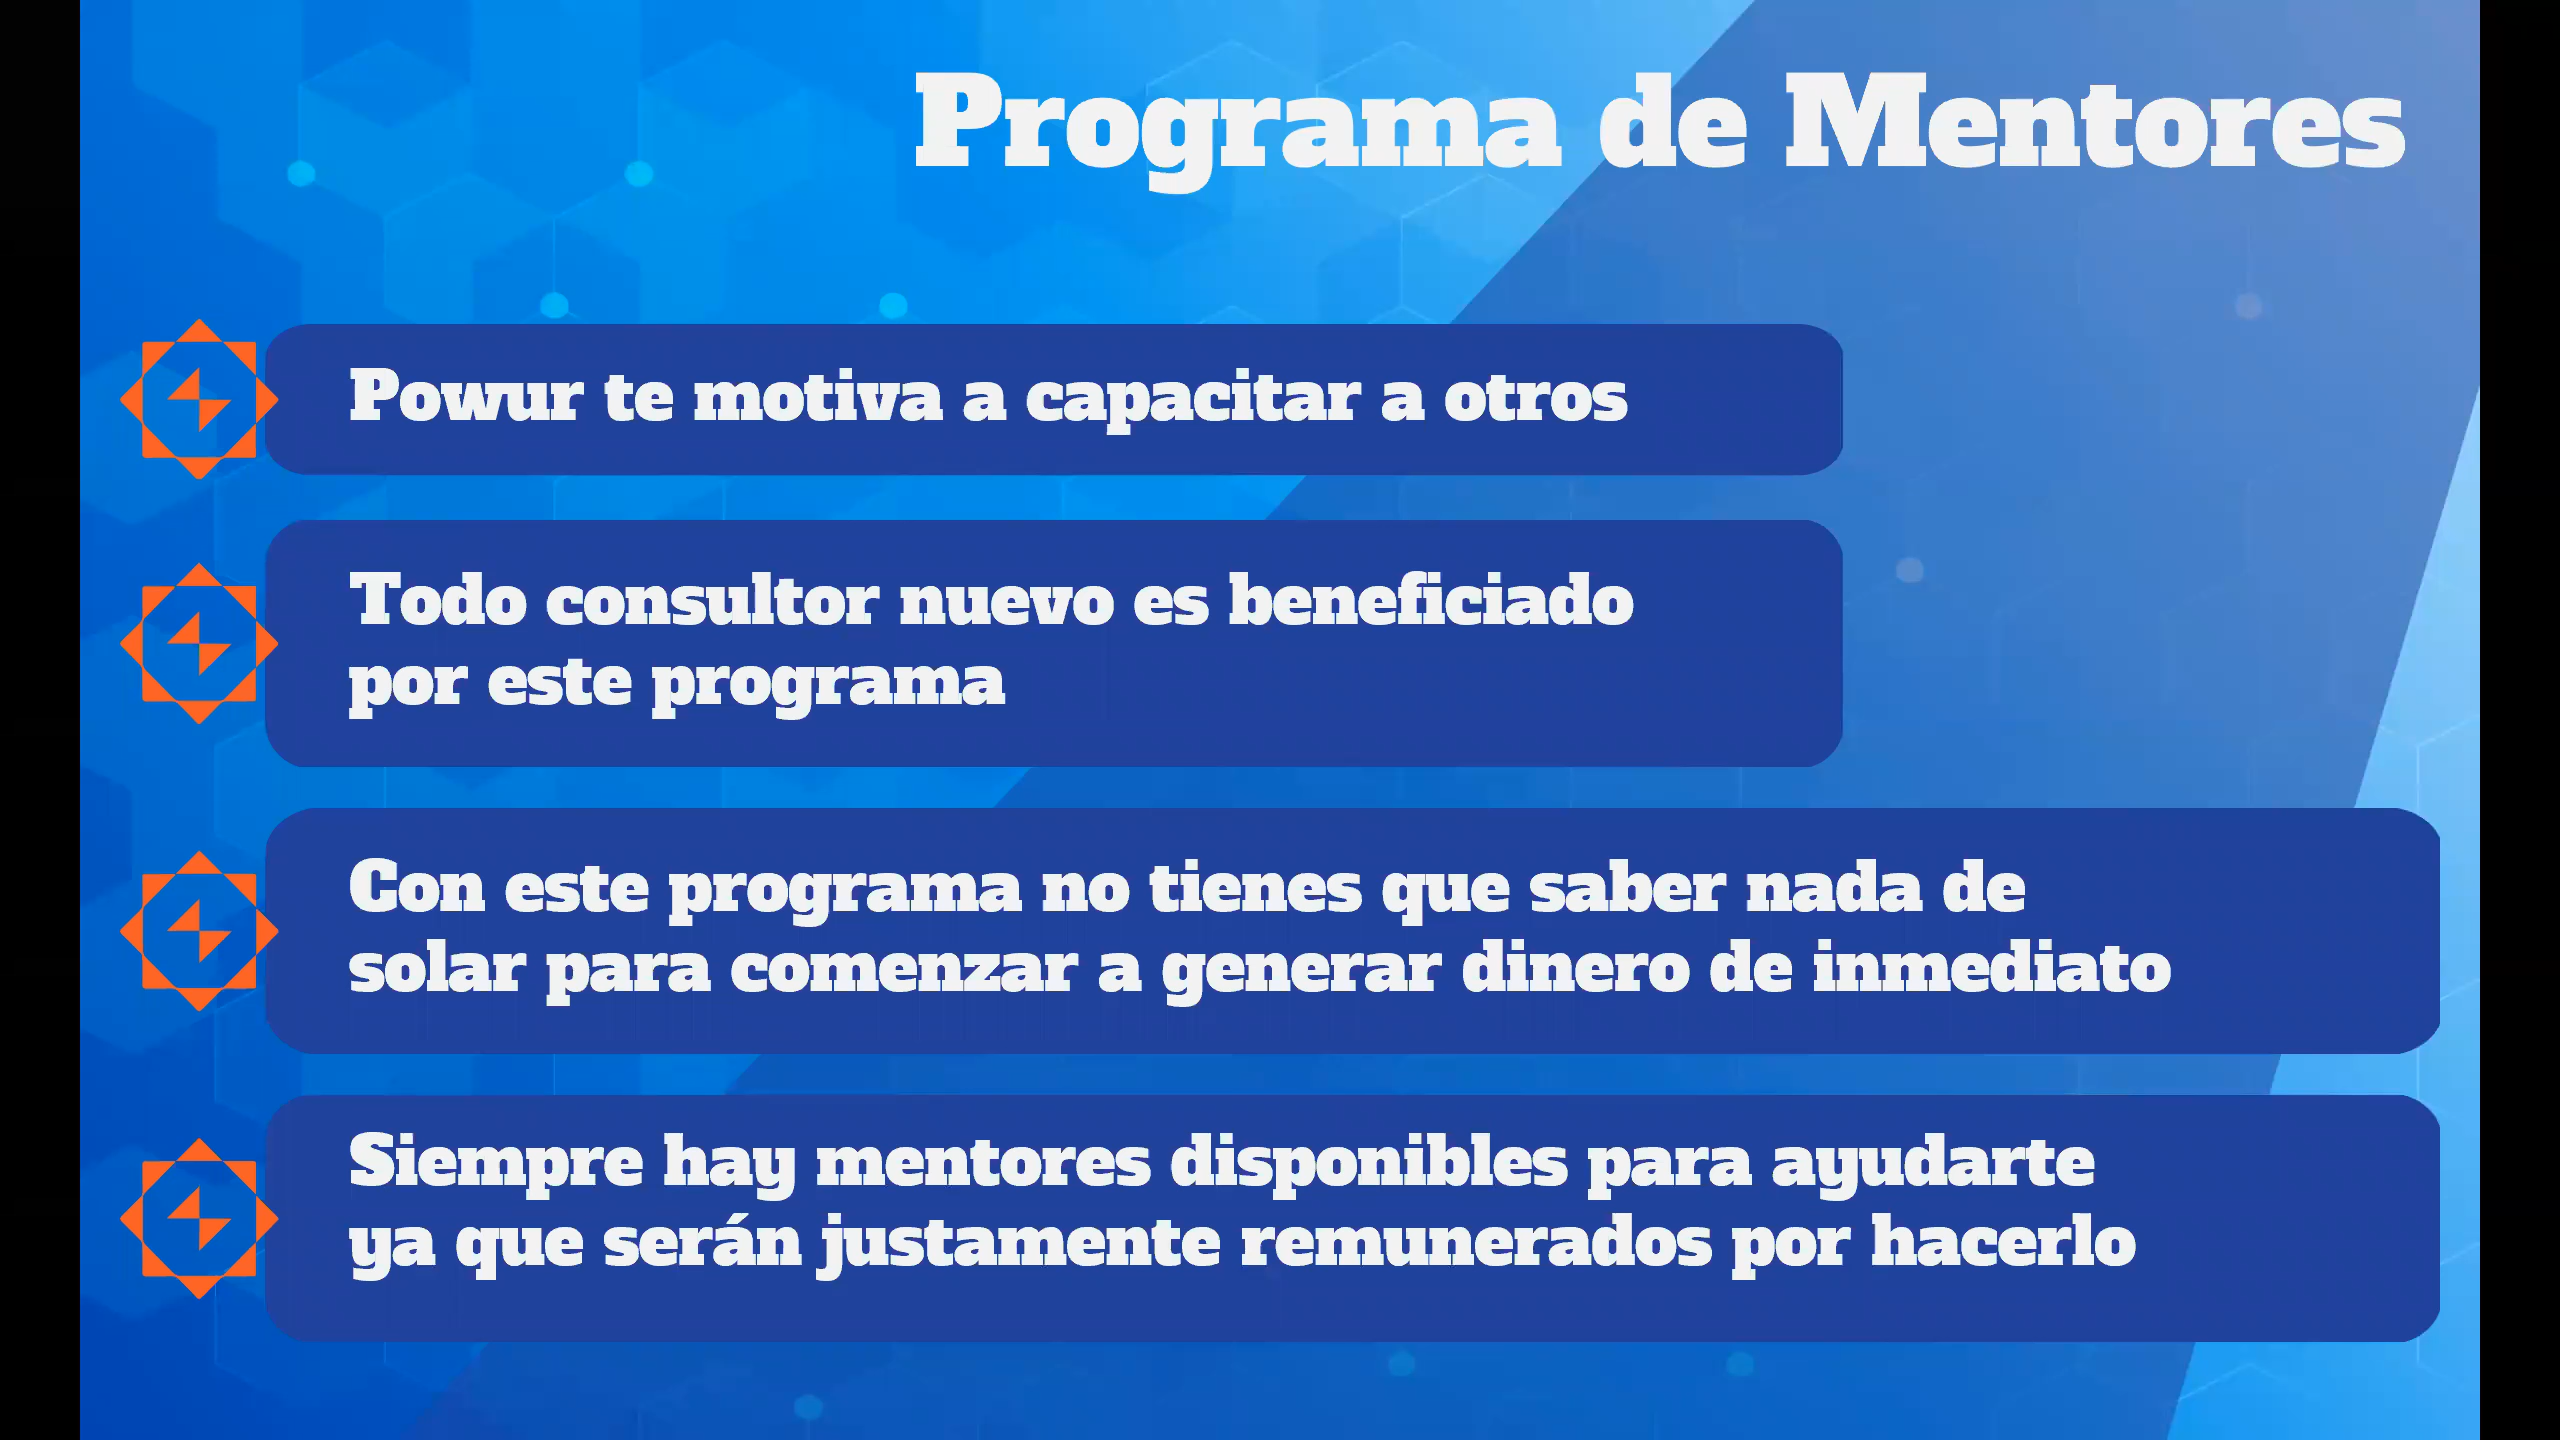 Programa de Mentores
Powur te motiva a capacitar a otros
Todo consultor nuevo es beneficiado
por este programa
Con este programa no tienes que saber nada de
solar para comenzar a generar dinero de inmediato
Siempre hay mentores disponibles para ayudarte
ya que serán justamente remunerados por hacerlo